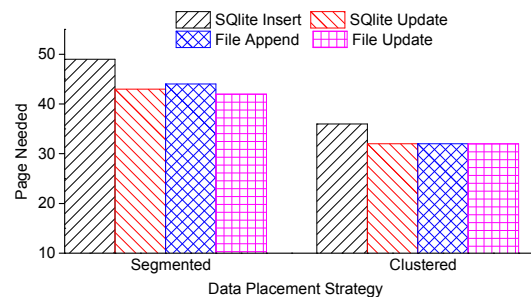 SQlite Insert SQlite Update
File Append File Update
50
40
30
20
10
Page Needed
Segmented Clustered
Data Placement Strategy